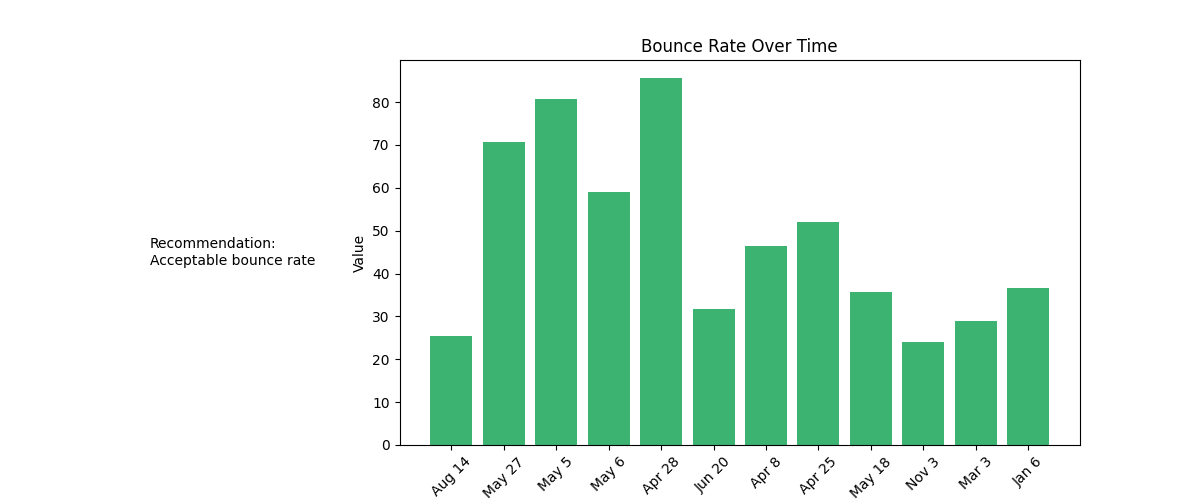 Bounce Rate Over Time
Recommendation:
Acceptable bounce rate
Value
80
70
60
50
40
30
20
10
0
Aug 14
May 27
May 5
May 6
Apr 28
Jun 20
Apr 8
Apr 25
May 18
Nov 3
Mar 3
Jan 6